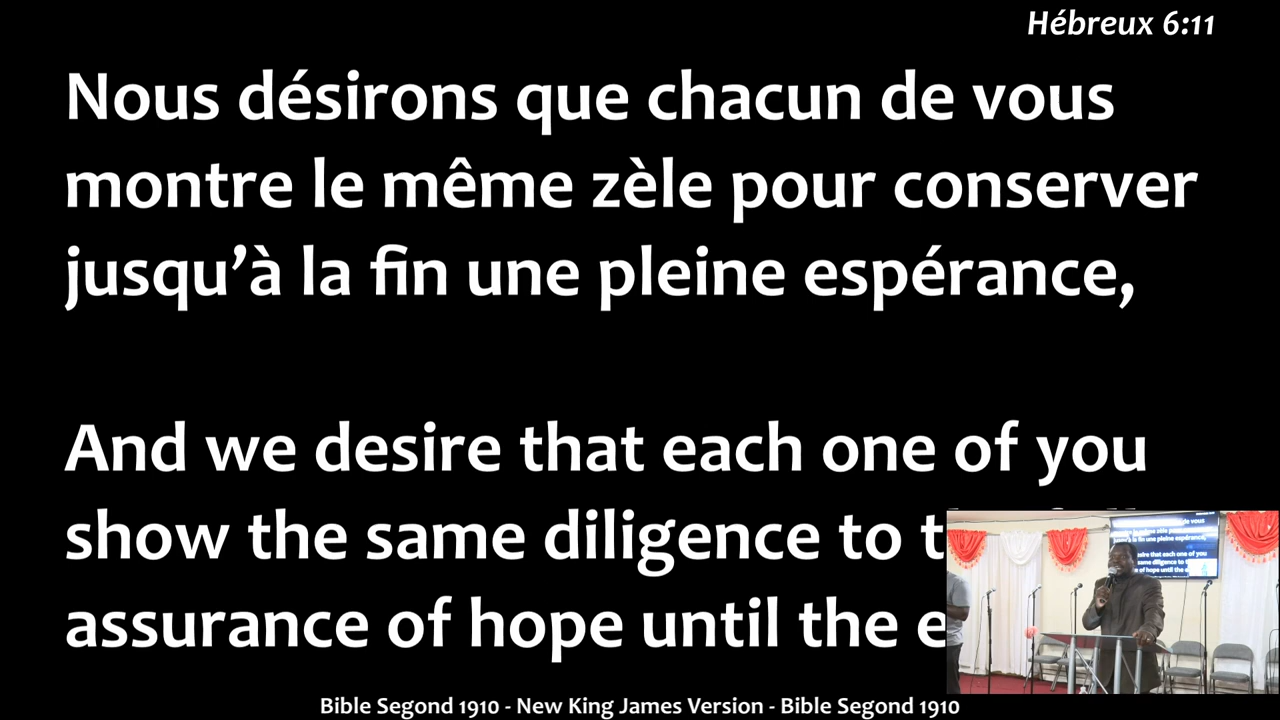 Hébreux 6:11
Nous désirons que chacun de vous
montre le même zèle pour conserver
jusqu’à la fin une pleine espérance,
And we desire that each one of you
show the same diligence to
assurance of hope until the
Bible Segond 1910 - New King James Version - Bible Segond 1910